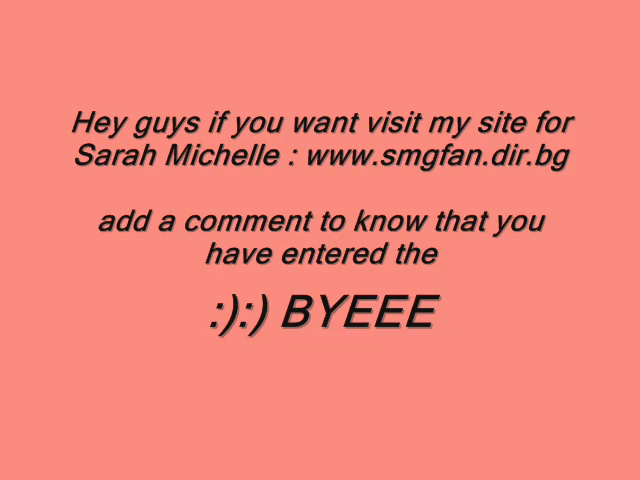 Hey guys if you want visit my site for
Sarah Michelle : www.smgfan.dir.bg
add a comment to know that you
have entered the
:):) BYEEE